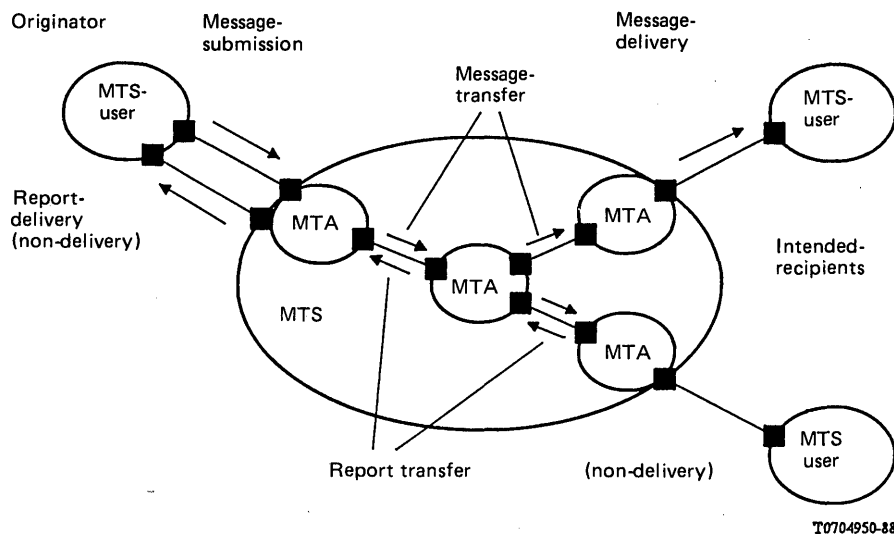 Originator
Message-
submission
Message-
delivery
Message-
transfer
MTS-
user
MTS-
user
Report-
delivery
(non-delivery)
MTA
MTA
MTA
Intended-
recipients
MTS
MTA
Report transfer
(non-delivery)
MTS
user
T0704950-88